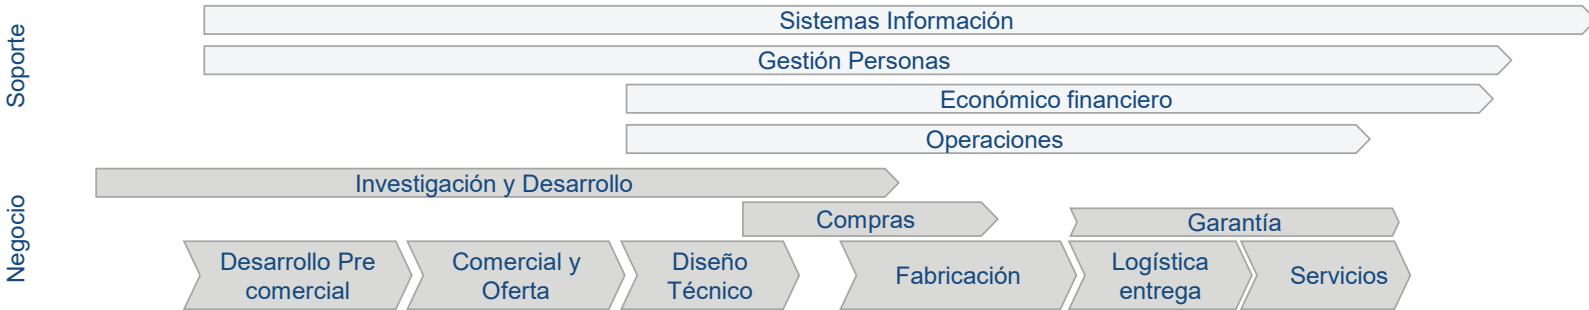 Soporte
Sistemas Información
Gestión Personas
Económico financiero
Operaciones
Negocio
Investigación y Desarrollo
Compras
Garantía
Desarrollo Pre
comercial
Comercial y
Oferta
Diseño
Técnico
Fabricación
Logística
entrega
Servicios